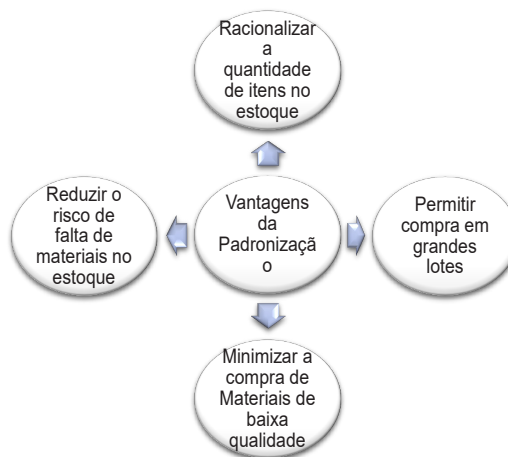 Racionalizar
a
quantidade
de itens no
estoque
Reduzir o
risco de
falta de
materiais no
estoque
Vantagens
da
Padronizaçã
o
Permitir
compra em
grandes
lotes
Minimizar a
compra de
Materiais de
baixa
qualidade